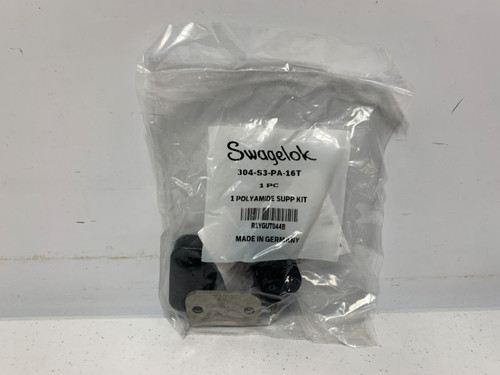 Swagelok
304-S3-PA-16T
1 PC
1 POLYAMIDE SUPP KIT
R1YGUT044B
MADE IN GERMANY